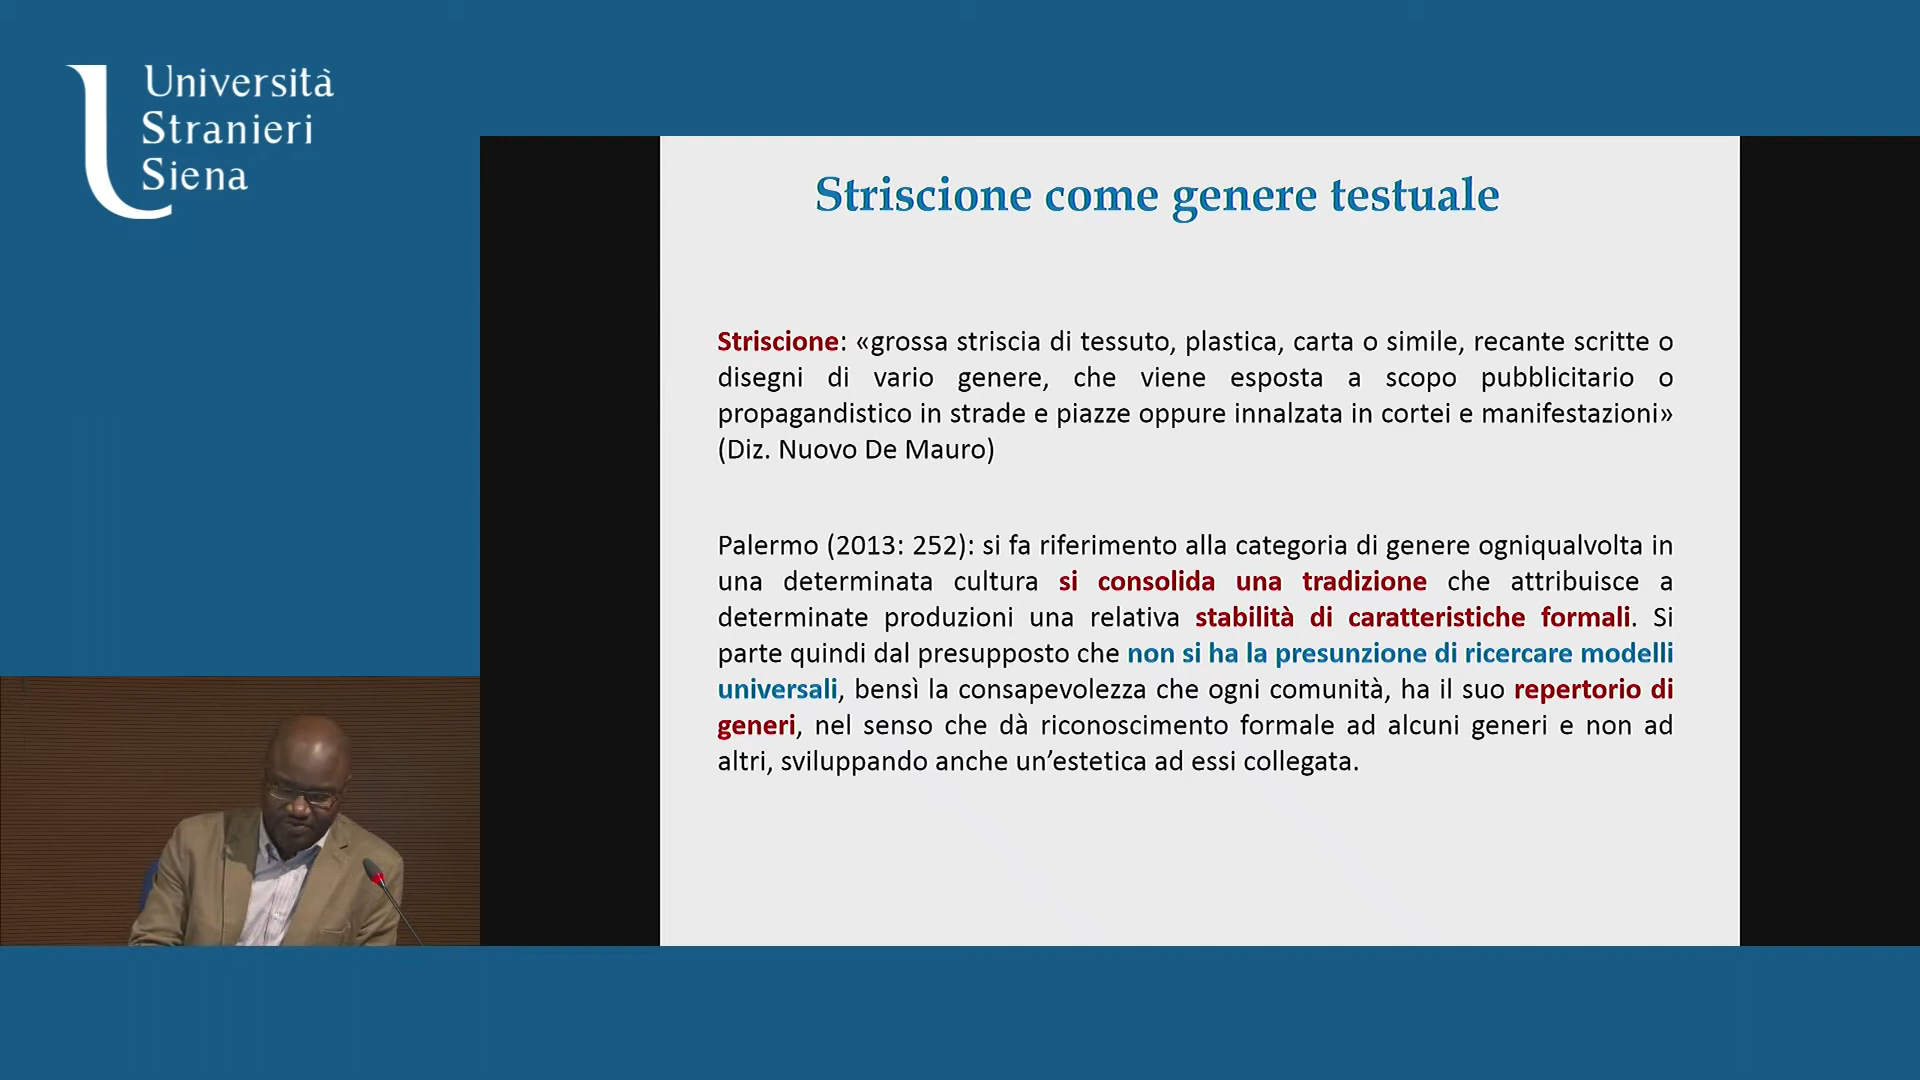 Università
Stranieri
Siena
Striscione come genere testuale
Striscione: «grossa striscia di tessuto, plastica, carta o simile, recante scritte o
disegni di vario genere, che viene esposta a scopo pubblicitario o
propagandistico in strade e piazze oppure innalzata in cortei e manifestazioni»
(Diz. Nuovo De Mauro)
Palermo (2013: 252): si fa riferimento alla categoria di genere ogniqualvolta in
una determinata cultura si consolida una tradizione che attribuisce a
determinate produzioni una relativa stabilità di caratteristiche formali. Si
parte quindi dal presupposto che non si ha la presunzione di ricercare modelli
universali, bensì la consapevolezza che ogni comunità, ha il suo repertorio di
generi, nel senso che dà riconoscimento formale ad alcuni generi e non ad
altri, sviluppando anche un’estetica ad essi collegata.